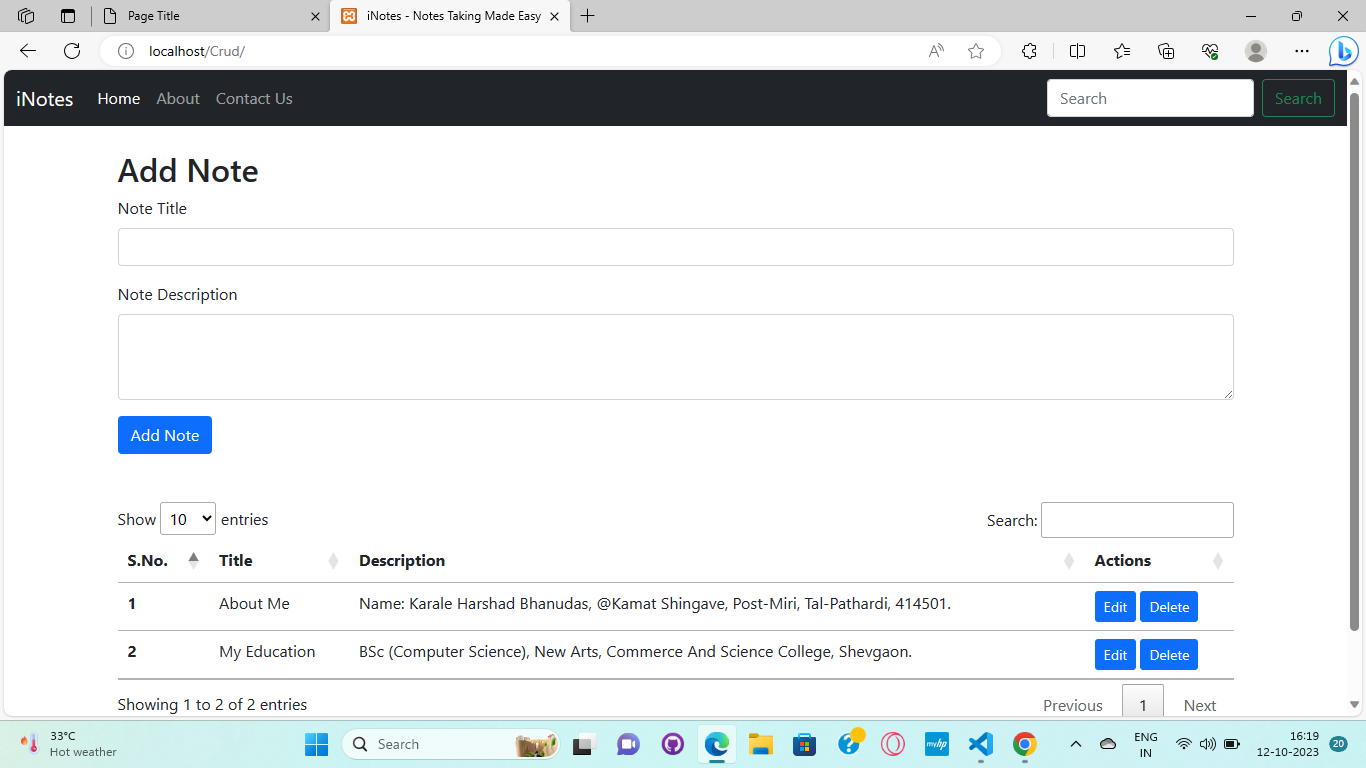 Page Title
iNotes - Notes Taking Made Easy
localhost/Crud/
iNotes Home About Contact Us Search Search
Add Note
Note Title
Note Description
Add Note
Show 10 entries Search:
S.No. Title Description Actions
1 About Me Name: Karale Harshad Bhanudas, @Kamat Shingave, Post-Miri, Tal-Pathardi, 414501. Edit Delete
2 My Education BSc (Computer Science), New Arts, Commerce And Science College, Shevgaon. Edit Delete
Showing 1 to 2 of 2 entries Previous 1 Next
33°C
Hot weather
Search
myhp
ENG
IN
16:19
12-10-2023
20